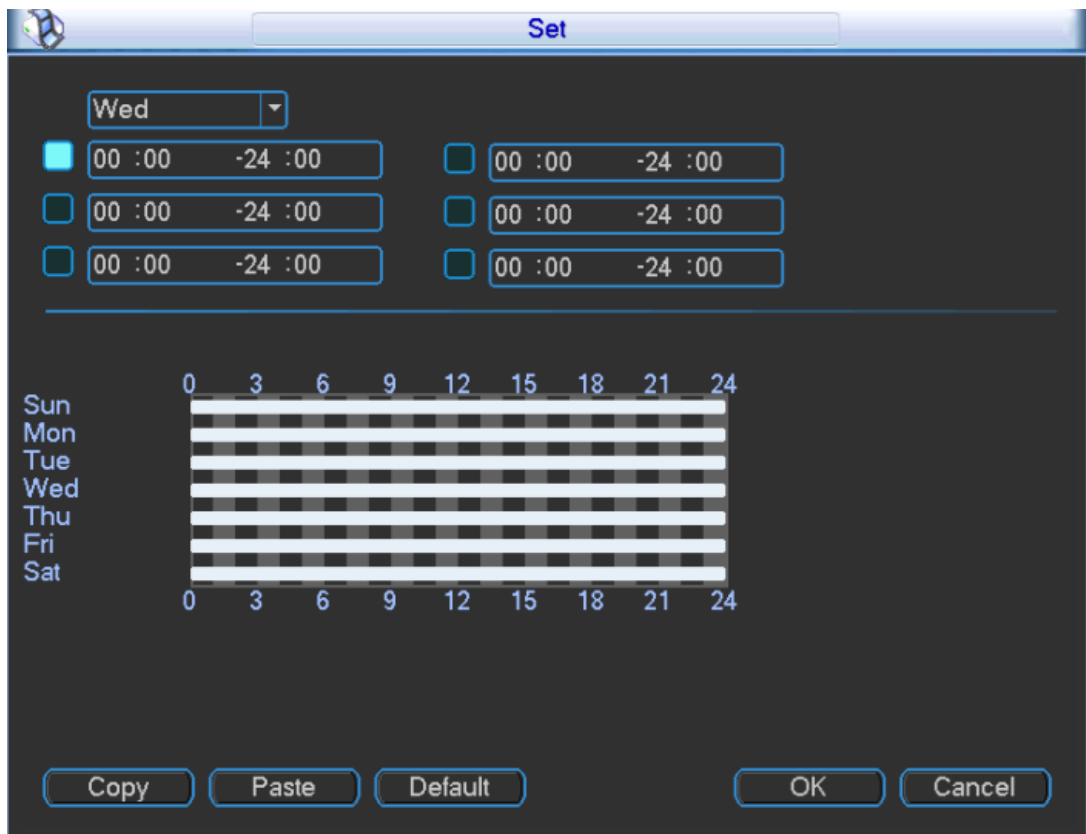 Set
Wed
00 :00 -24 :00 00 :00 -24 :00
00 :00 -24 :00 00 :00 -24 :00
00 :00 -24 :00 00 :00 -24 :00
0 3 6 9 12 15 18 21 24
Sun
Mon
Tue
Wed
Thu
Fri
Sat
0 3 6 9 12 15 18 21 24
Copy Paste Default OK Cancel